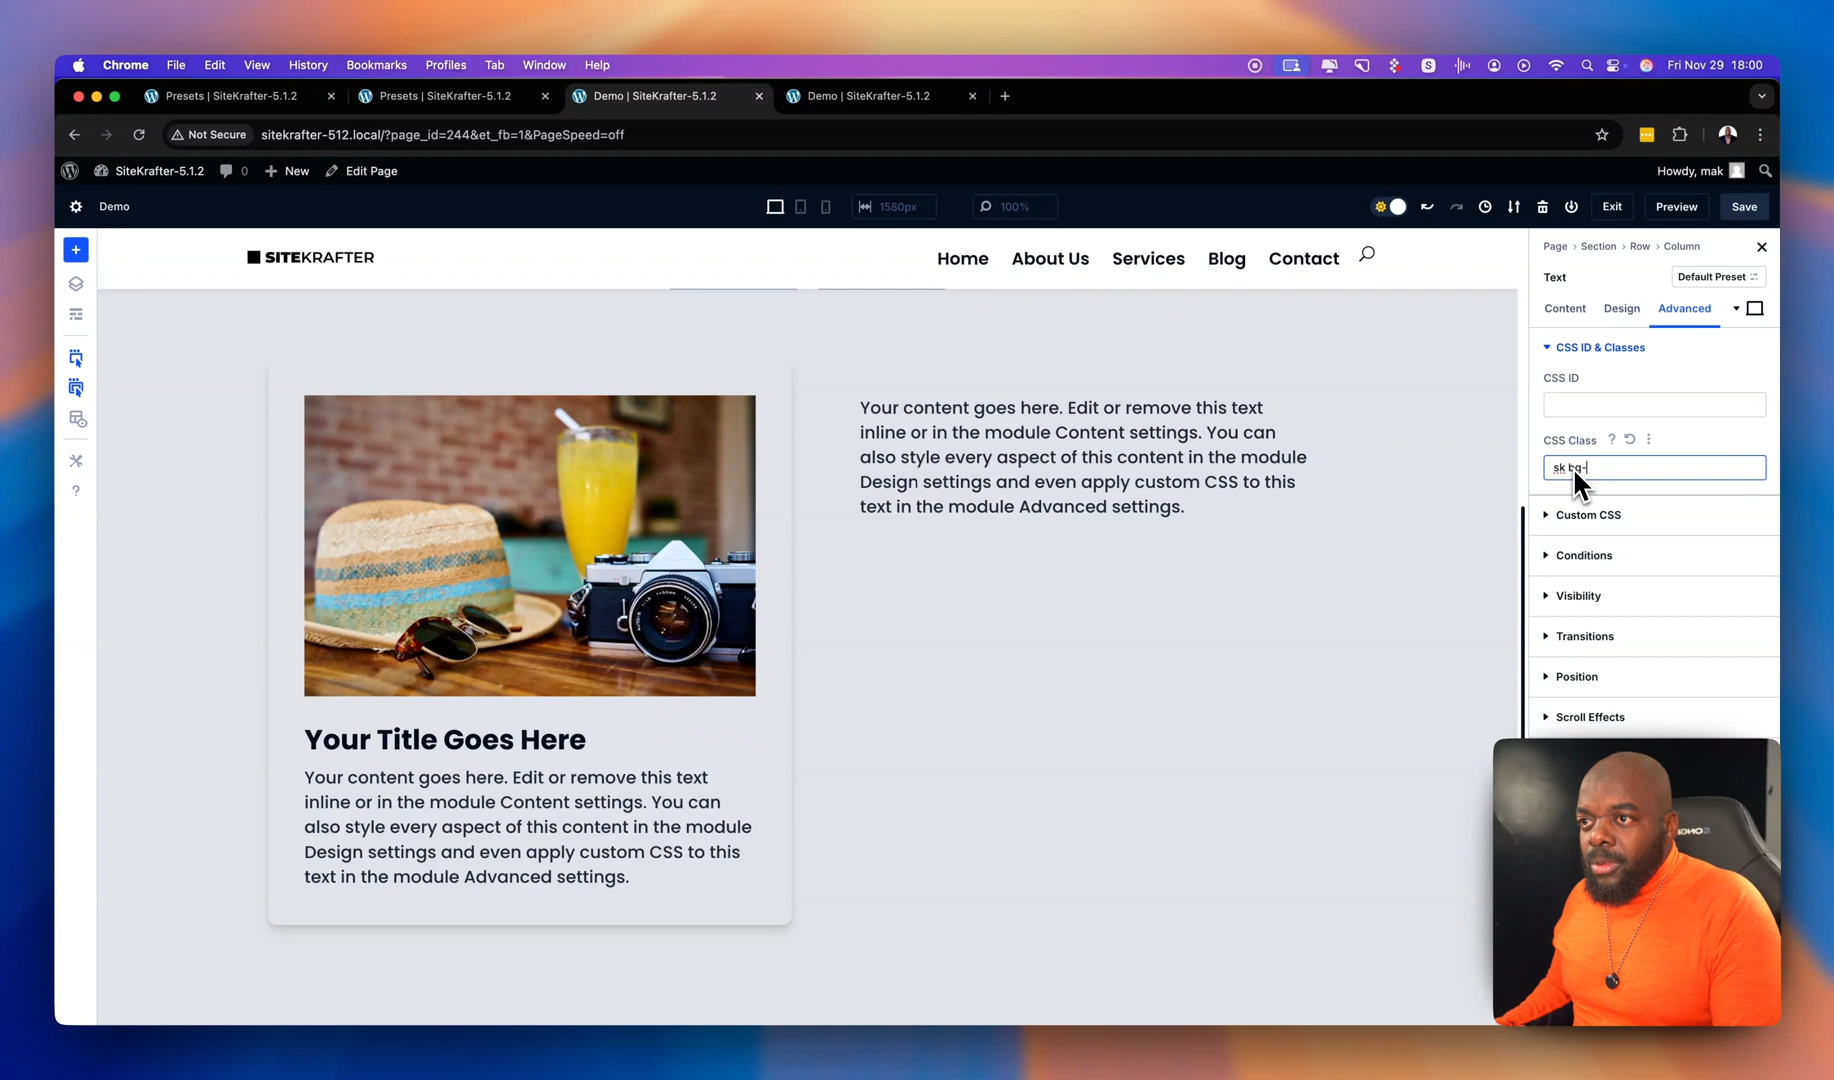 Chrome File Edit View History Bookmarks Profiles Tab Window Help Fri Nov 29 18:00
Presets | SiteKrafter-5.1.2 Presets | SiteKrafter-5.1.2 Demo | SiteKrafter-5.1.2 Demo | SiteKrafter-5.1.2
Not Secure sitekrafter-512.local/?page_id=244&et_fb=1&PageSpeed=off
SiteKrafter-5.1.2 0 New Edit Page Howdy, mak
Demo 1580px 100% Exit Preview Save
SITEKRAFTER Home About Us Services Blog Contact
Page > Section > Row > Column
Text Default Preset
Content Design Advanced
CSS ID & Classes
CSS ID
CSS Class
sk bg-
Custom CSS
Conditions
Visibility
Transitions
Position
Scroll Effects
Your content goes here. Edit or remove this text
inline or in the module Content settings. You can
also style every aspect of this content in the module
Design settings and even apply custom CSS to this
text in the module Advanced settings.
Your Title Goes Here
Your content goes here. Edit or remove this text
inline or in the module Content settings. You can
also style every aspect of this content in the module
Design settings and even apply custom CSS to this
text in the module Advanced settings.